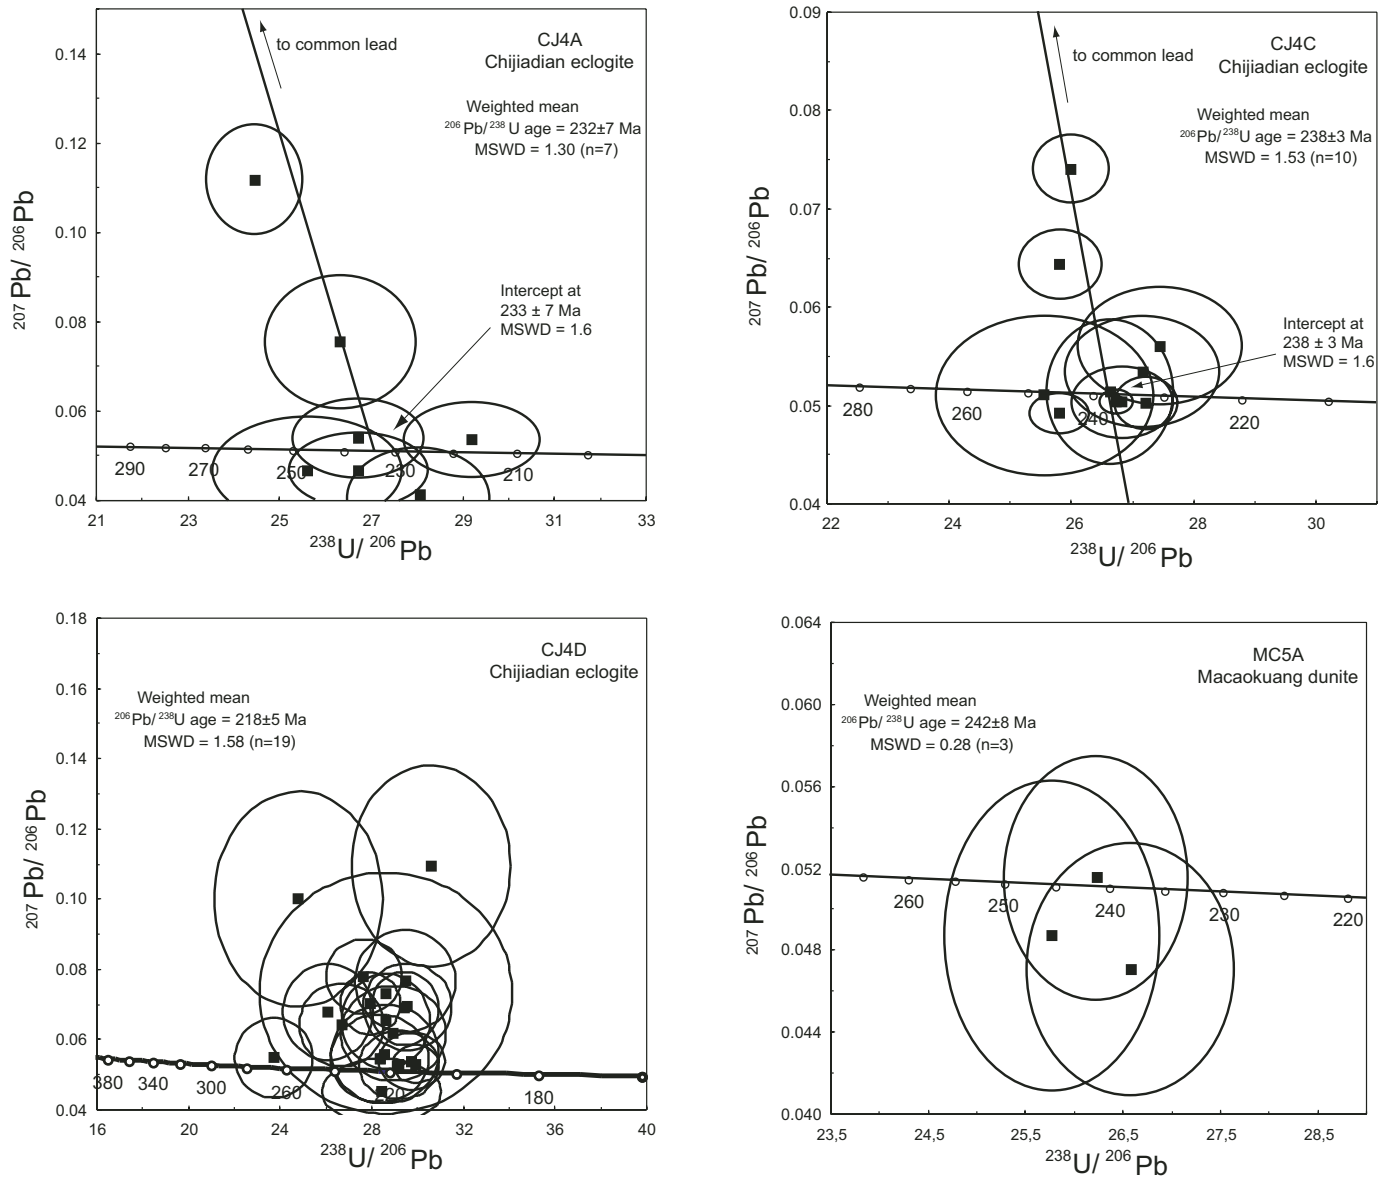 CJ4A
Chijiadian eclogite
to common lead
Weighted mean
206Pb/238U age = 232±7 Ma
MSWD = 1.30 (n=7)
Intercept at
233 ± 7 Ma
MSWD = 1.6
0.14
0.12
0.10
0.08
0.06
0.04
207Pb/ 206Pb
290
270
250
230
210
21
23
25
27
29
31
33
238U/ 206Pb
CJ4C
Chijiadian eclogite
to common lead
Weighted mean
206Pb/238U age = 238±3 Ma
MSWD = 1.53 (n=10)
Intercept at
238 ± 3 Ma
MSWD = 1.6
0.09
0.08
0.07
0.06
0.05
0.04
207Pb/ 206Pb
280
260
240
220
22
24
26
28
30
238U/ 206Pb
CJ4D
Chijiadian eclogite
Weighted mean
206Pb/238U age = 218±5 Ma
MSWD = 1.58 (n=19)
0.18
0.16
0.14
0.12
0.10
0.08
0.06
0.04
207Pb/ 206Pb
380
340
300
260
220
180
16
20
24
28
32
36
40
238U/ 206Pb
MC5A
Macaokuang dunite
Weighted mean
206Pb/238U age = 242±8 Ma
MSWD = 0.28 (n=3)
0.064
0.060
0.056
0.052
0.048
0.044
0.040
207Pb/ 206Pb
260
250
240
230
220
23,5
24,5
25,5
26,5
27,5
28,5
238U/ 206Pb